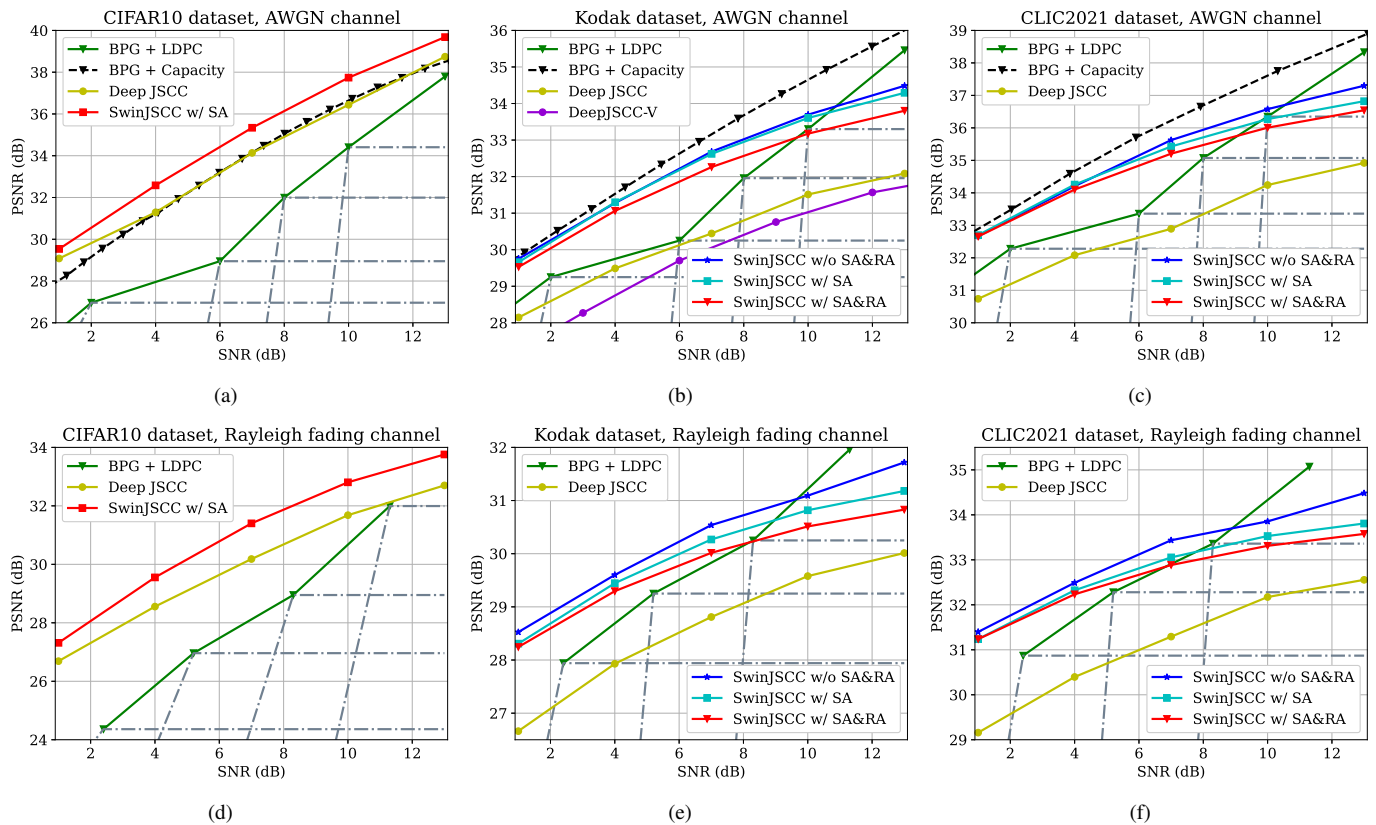 CIFAR10 dataset, AWGN channel
40
38
36
34
32
30
28
26
PSNR (dB)
BPG + LDPC
BPG + Capacity
Deep JSCC
SwinJSCC w/ SA
2 4 6 8 10 12
SNR (dB)
(a)
Kodak dataset, AWGN channel
36
35
34
33
32
31
30
29
28
PSNR (dB)
BPG + LDPC
BPG + Capacity
Deep JSCC
DeepJSCC-V
SwinJSCC w/o SA&RA
SwinJSCC w/ SA
SwinJSCC w/ SA&RA
2 4 6 8 10 12
SNR (dB)
(b)
CLIC2021 dataset, AWGN channel
39
38
37
36
35
34
33
32
31
30
PSNR (dB)
BPG + LDPC
BPG + Capacity
Deep JSCC
SwinJSCC w/o SA&RA
SwinJSCC w/ SA
SwinJSCC w/ SA&RA
2 4 6 8 10 12
SNR (dB)
(c)
CIFAR10 dataset, Rayleigh fading channel
34
32
30
28
26
24
PSNR (dB)
BPG + LDPC
Deep JSCC
SwinJSCC w/ SA
2 4 6 8 10 12
SNR (dB)
(d)
Kodak dataset, Rayleigh fading channel
32
31
30
29
28
27
PSNR (dB)
BPG + LDPC
Deep JSCC
SwinJSCC w/o SA&RA
SwinJSCC w/ SA
SwinJSCC w/ SA&RA
2 4 6 8 10 12
SNR (dB)
(e)
CLIC2021 dataset, Rayleigh fading channel
35
34
33
32
31
30
29
PSNR (dB)
BPG + LDPC
Deep JSCC
SwinJSCC w/o SA&RA
SwinJSCC w/ SA
SwinJSCC w/ SA&RA
2 4 6 8 10 12
SNR (dB)
(f)